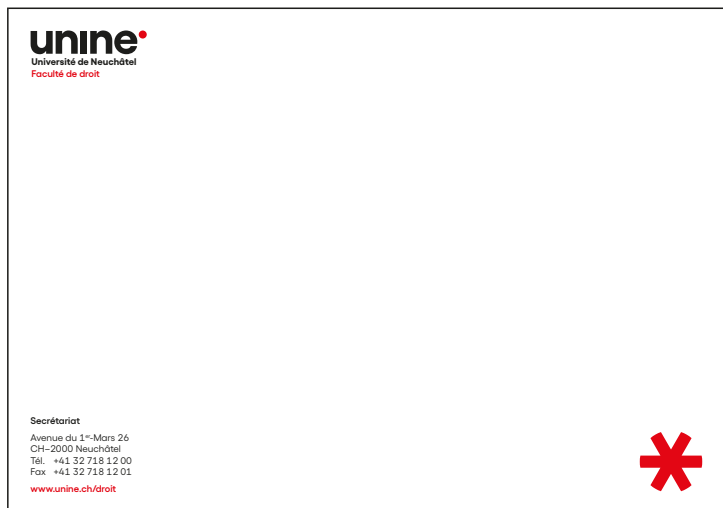 unine
Université de Neuchâtel
Faculté de droit
Secrétariat
Avenue du 1er-Mars 26
CH–2000 Neuchâtel
Tél. +41 32 718 12 00
Fax +41 32 718 12 01
www.unine.ch/droit